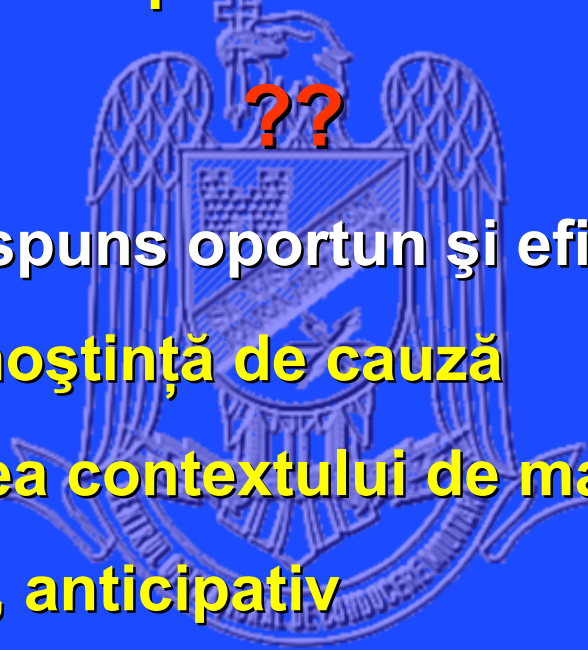 ??
spuns oportun şi efi
noştinţă de cauză
ea contextului de ma
, anticipativ